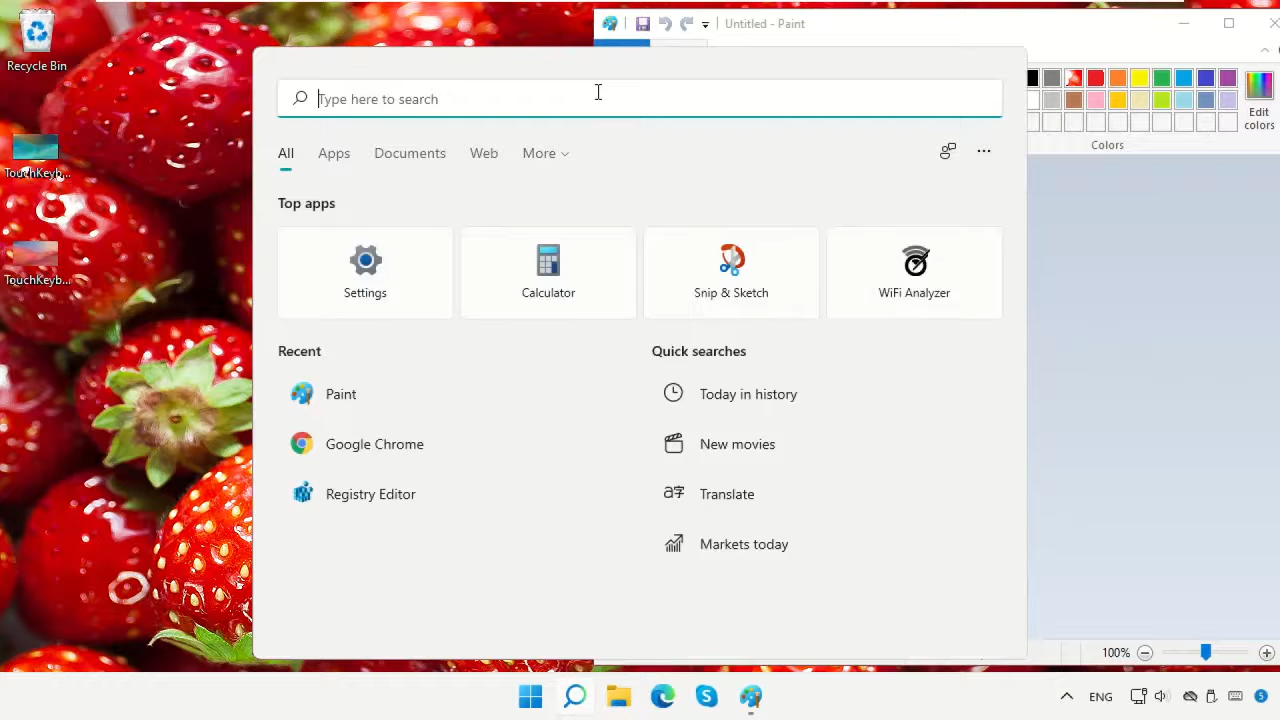 Recycle Bin
TouchKeyb...
TouchKeyb...
Untitled - Paint
Edit
colors
Colors
Type here to search
All Apps Documents Web More
Top apps
Settings
Calculator
Snip & Sketch
WiFi Analyzer
Recent
Paint
Google Chrome
Registry Editor
Quick searches
Today in history
New movies
Translate
Markets today
100%
ENG
5